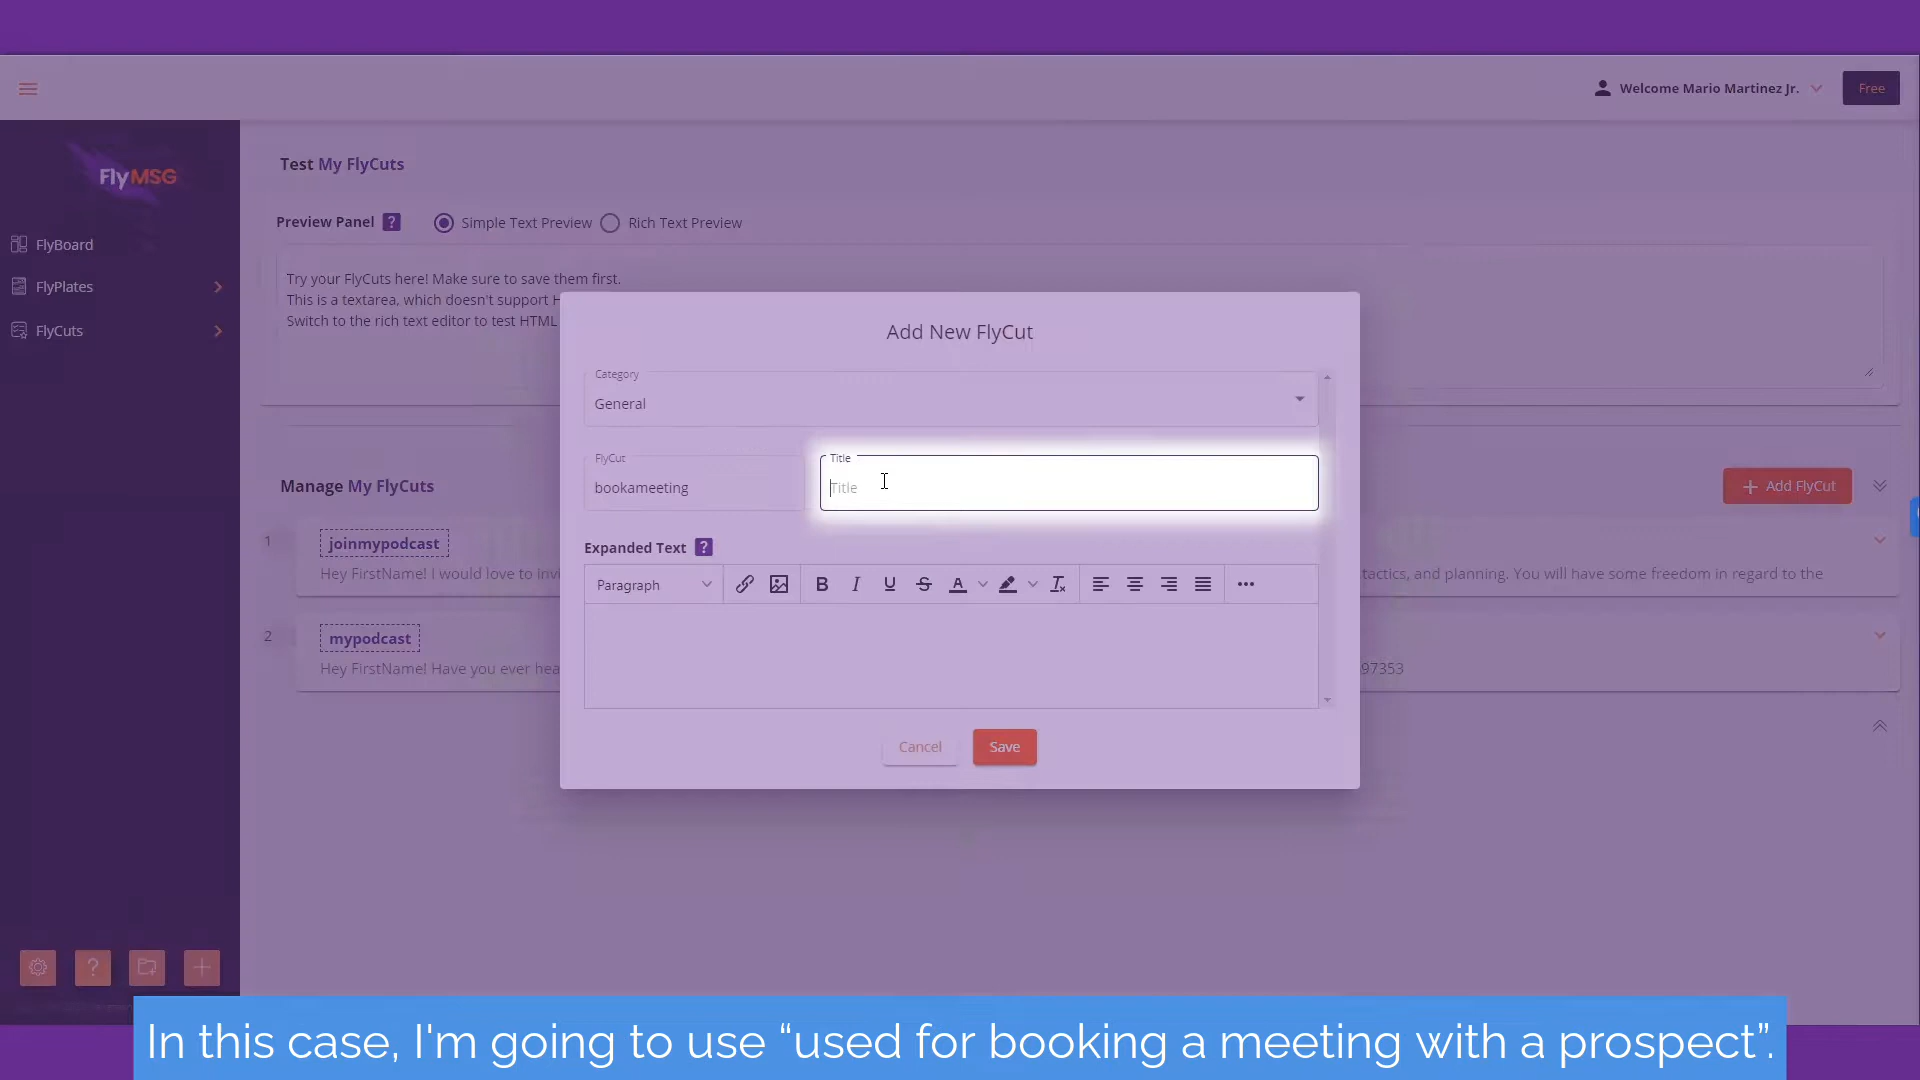 Welcome Mario Martinez Jr.
Free
FlyMSG
FlyBoard
FlyPlates
FlyCuts
Test My FlyCuts
Preview Panel ?
Simple Text Preview
Rich Text Preview
Try your FlyCuts here! Make sure to save them first.
This is a textarea, which doesn't support H
Switch to the rich text editor to test HTML
Manage My FlyCuts
+ Add FlyCut
1
joinmypodcast
Hey FirstName! I would love to inv
tactics, and planning. You will have some freedom in regard to the
2
mypodcast
Hey FirstName! Have you ever hea
97353
Add New FlyCut
Category
General
FlyCut
bookameeting
Title
Title
Expanded Text ?
Paragraph
B I U S A
Cancel
Save
?
In this case, I'm going to use “used for booking a meeting with a prospect”.